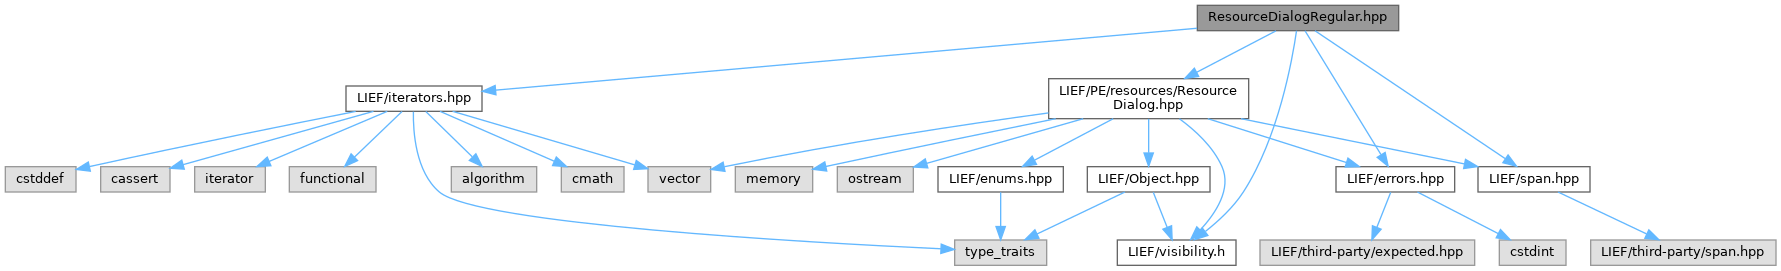 ResourceDialogRegular.hpp
LIEF/iterators.hpp
LIEF/PE/resources/Resource
Dialog.hpp
cstddef
cassert
iterator
functional
algorithm
cmath
vector
memory
ostream
LIEF/enums.hpp
LIEF/Object.hpp
LIEF/errors.hpp
LIEF/span.hpp
type_traits
LIEF/visibility.h
LIEF/third-party/expected.hpp
cstdint
LIEF/third-party/span.hpp